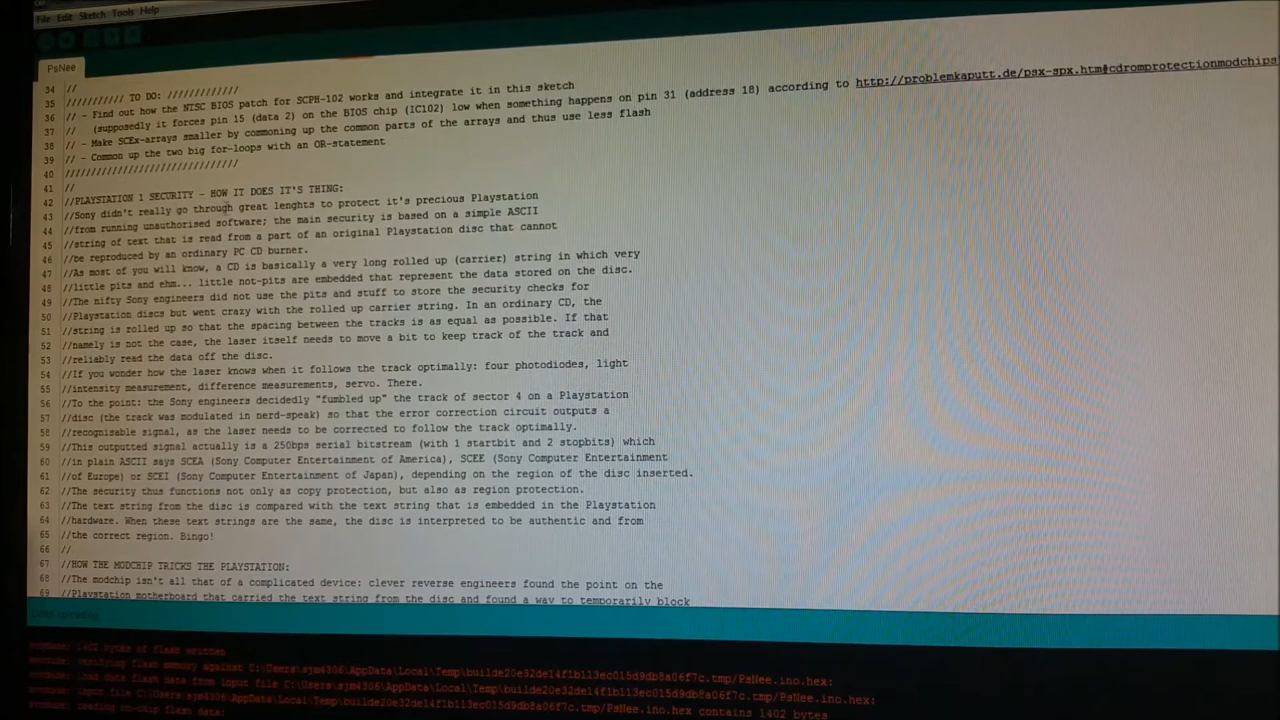 File Edit Sketch Tools Help
PsNee
34 //
35 /////////// TO DO: /////////////
36 // - Find out how the NTSC BIOS patch for SCPH-102 works and integrate it in this sketch
37 // (supposedly it forces pin 15 (data 2) on the BIOS chip (IC102) low when something happens on pin 31 (address 18) according to http://problemkaputt.de/psx-spx.htm#cdromprotectionmodchips
38 // - Make SCEx-arrays smaller by commoning up the common parts of the arrays and thus use less flash
39 // - Common up the two big for-loops with an OR-statement
40 ///////////////////////////////
41 //
42 //PLAYSTATION 1 SECURITY - HOW IT DOES IT'S THING:
43 //Sony didn't really go through great lenghts to protect it's precious Playstation
44 //from running unauthorised software; the main security is based on a simple ASCII
45 //string of text that is read from a part of an original Playstation disc that cannot
46 //be reproduced by an ordinary PC CD burner.
47 //As most of you will know, a CD is basically a very long rolled up (carrier) string in which very
48 //little pits and ehm... little not-pits are embedded that represent the data stored on the disc.
49 //The nifty Sony engineers did not use the pits and stuff to store the security checks for
50 //Playstation discs but went crazy with the rolled up carrier string. In an ordinary CD, the
51 //string is rolled up so that the spacing between the tracks is as equal as possible. If that
52 //namely is not the case, the laser itself needs to move a bit to keep track of the track and
53 //reliably read the data off the disc.
54 //If you wonder how the laser knows when it follows the track optimally: four photodiodes, light
55 //intensity measurement, difference measurements, servo. There.
56 //To the point: the Sony engineers decidedly "fumbled up" the track of sector 4 on a Playstation
57 //disc (the track was modulated in nerd-speak) so that the error correction circuit outputs a
58 //recognisable signal, as the laser needs to be corrected to follow the track optimally.
59 //This outputted signal actually is a 250bps serial bitstream (with 1 startbit and 2 stopbits) which
60 //in plain ASCII says SCEA (Sony Computer Entertainment of America), SCEE (Sony Computer Entertainment
61 //of Europe) or SCEI (Sony Computer Entertainment of Japan), depending on the region of the disc inserted.
62 //The security thus functions not only as copy protection, but also as region protection.
63 //The text string from the disc is compared with the text string that is embedded in the Playstation
64 //hardware. When these text strings are the same, the disc is interpreted to be authentic and from
65 //the correct region. Bingo!
66 //
67 //HOW THE MODCHIP TRICKS THE PLAYSTATION:
68 //The modchip isn't all that of a complicated device: clever reverse engineers found the point on the
69 //Playstation motherboard that carried the text string from the disc and found a way to temporarily block
Done uploading.
avrdude: 1402 bytes of flash written
avrdude: verifying flash memory against C:\Users\sjm4306\AppData\Local\Temp\builde20e32de14f1b113ec015d9db8a06f7c.tmp/PsNee.ino.hex:
avrdude: load data flash data from input file C:\Users\sjm4306\AppData\Local\Temp\builde20e32de14f1b113ec015d9db8a06f7c.tmp/PsNee.ino.hex:
avrdude: input file C:\Users\sjm4306\AppData\Local\Temp\builde20e32de14f1b113ec015d9db8a06f7c.tmp/PsNee.ino.hex contains 1402 bytes
avrdude: reading on-chip flash data: